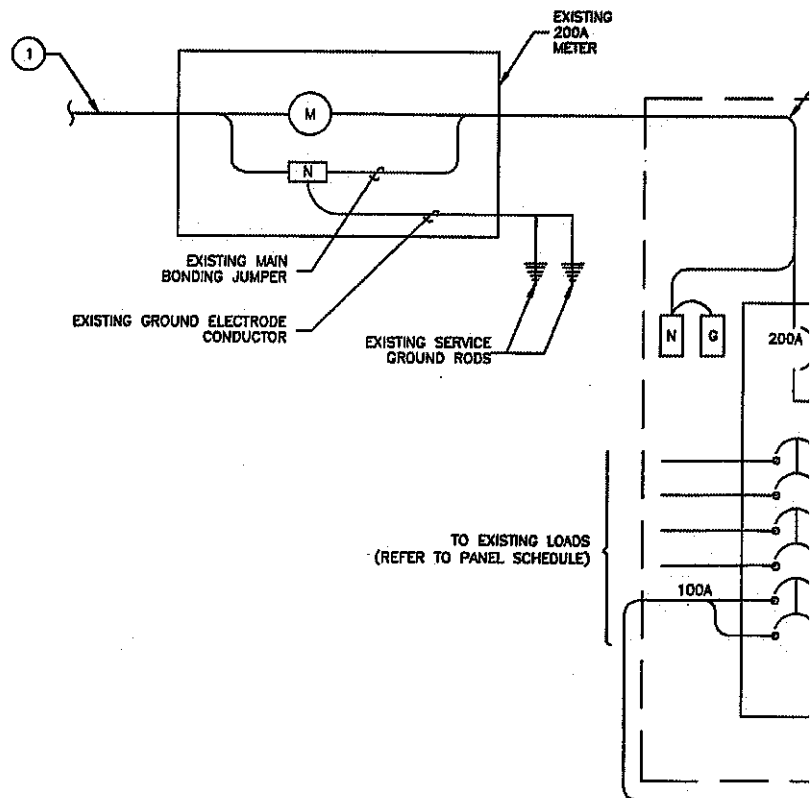 EXISTING
200A
METER
1
M
N
EXISTING MAIN
BONDING JUMPER
EXISTING GROUND ELECTRODE
CONDUCTOR
EXISTING SERVICE
GROUND RODS
N
G
200A
TO EXISTING LOADS
(REFER TO PANEL SCHEDULE)
100A